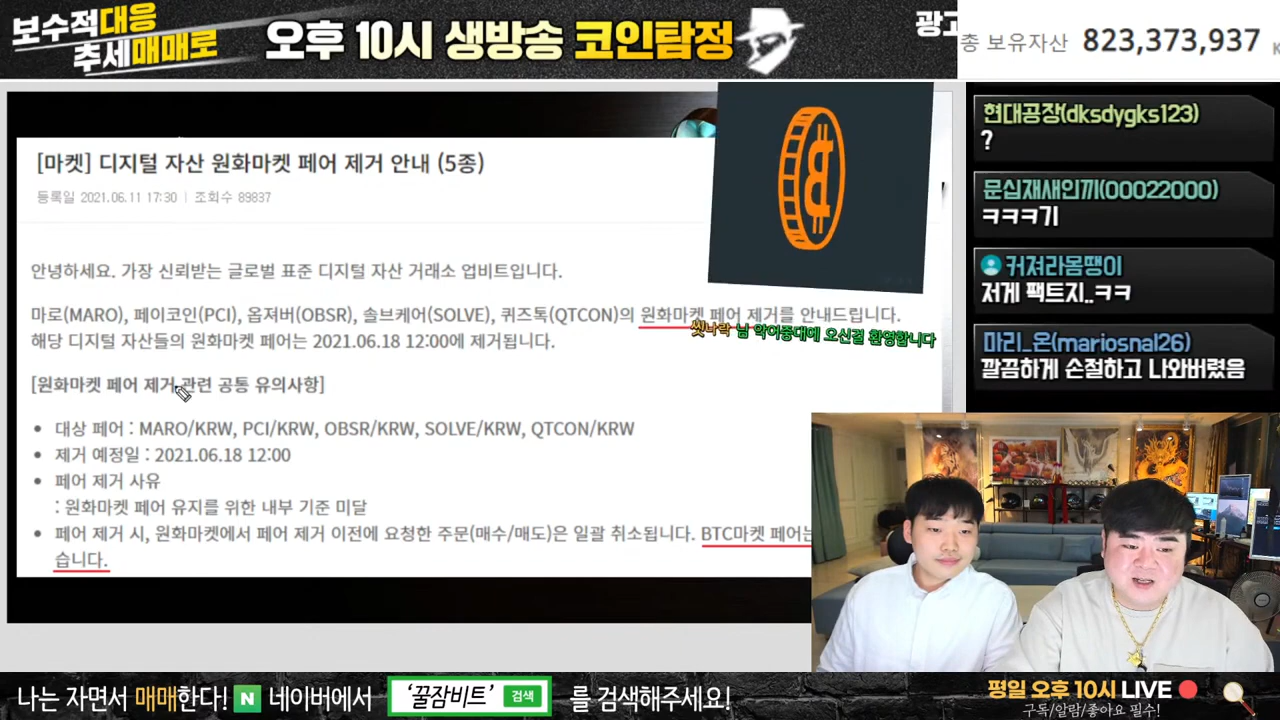 보수적대응
추세매매로
오후 10시 생방송 코인탐정
광고
총 보유자산 823,373,937
[마켓] 디지털 자산 원화마켓 페어 제거 안내 (5종)
등록일 2021.06.11 17:30 | 조회수 89837
안녕하세요. 가장 신뢰받는 글로벌 표준 디지털 자산 거래소 업비트입니다.
마로(MARO), 페이코인(PCI), 옵져버(OBSR), 솔브케어(SOLVE), 퀴즈톡(QTCON)의 원화마켓 페어 제거를 안내드립니다.
해당 디지털 자산들의 원화마켓 페어는 2021.06.18 12:00에 제거됩니다.
씻나락 님 악어중대에 오신걸 환영합니다
[원화마켓 페어 제거 관련 공통 유의사항]
대상 페어 : MARO/KRW, PCI/KRW, OBSR/KRW, SOLVE/KRW, QTCON/KRW
제거 예정일 : 2021.06.18 12:00
페어 제거 사유
: 원화마켓 페어 유지를 위한 내부 기준 미달
페어 제거 시, 원화마켓에서 페어 제거 이전에 요청한 주문(매수/매도)은 일괄 취소됩니다. BTC마켓 페어는
습니다.
현대공장(dksdygks123)
?
문십재새인끼(00022000)
ㅋㅋㅋ기
커져라몸땡이
저게 팩트지..ㅋㅋ
마리_온(mariosnal26)
깔끔하게 손절하고 나와버렸음
나는 자면서 매매한다! N 네이버에서 '꿀잠비트' 검색 를 검색해주세요!
평일 오후 10시 LIVE
구독/알람/좋아요 필수!